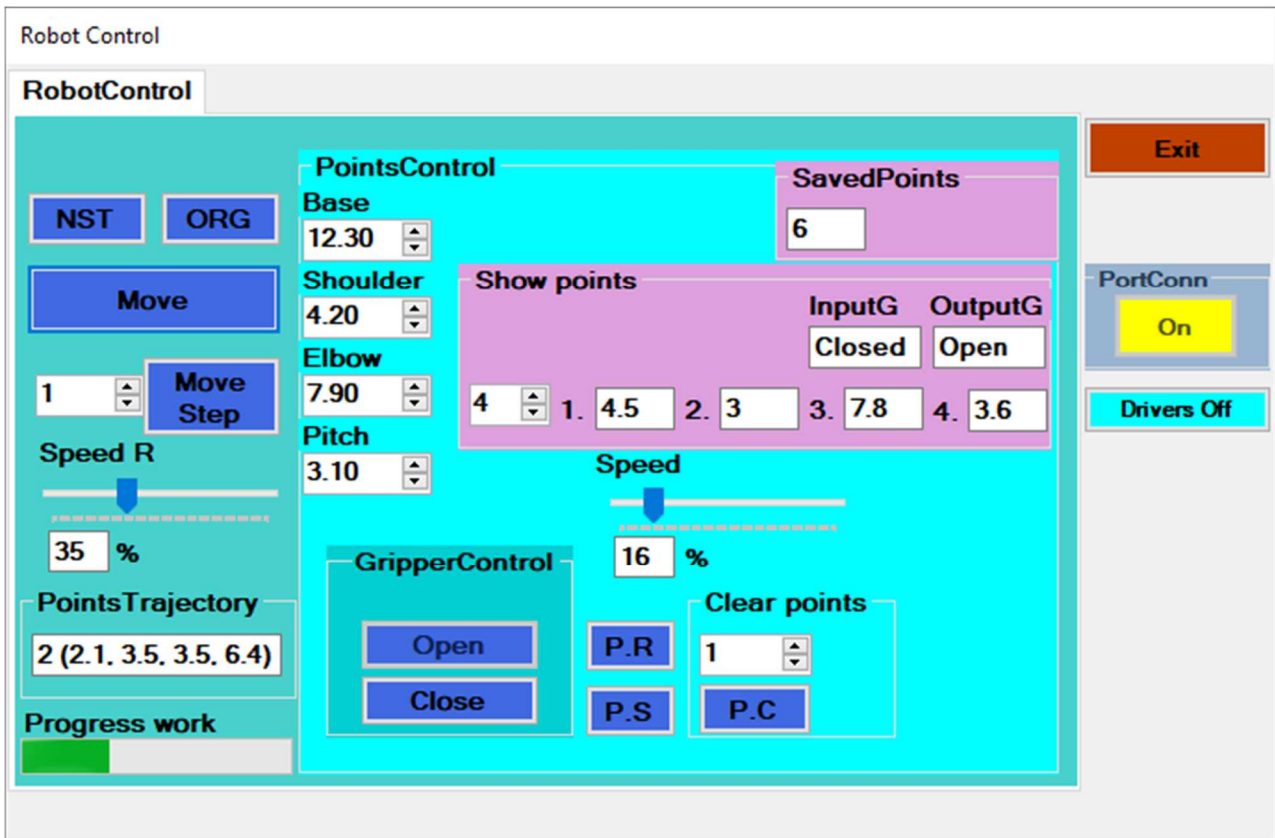 Robot Control
RobotControl
Exit
PointsControl
SavedPoints
6
NST ORG
Base
12.30
Move
Shoulder
4.20
Show points
InputG OutputG
Closed Open
PortConn
On
1
Move
Step
Elbow
7.90
4 1. 4.5 2. 3 3. 7.8 4. 3.6
Drivers Off
Speed R
35 %
Pitch
3.10
Speed
16 %
PointsTrajectory
2 (2.1, 3.5, 3.5, 6.4)
GripperControl
Open
Close
P.R
P.S
Clear points
1
P.C
Progress work